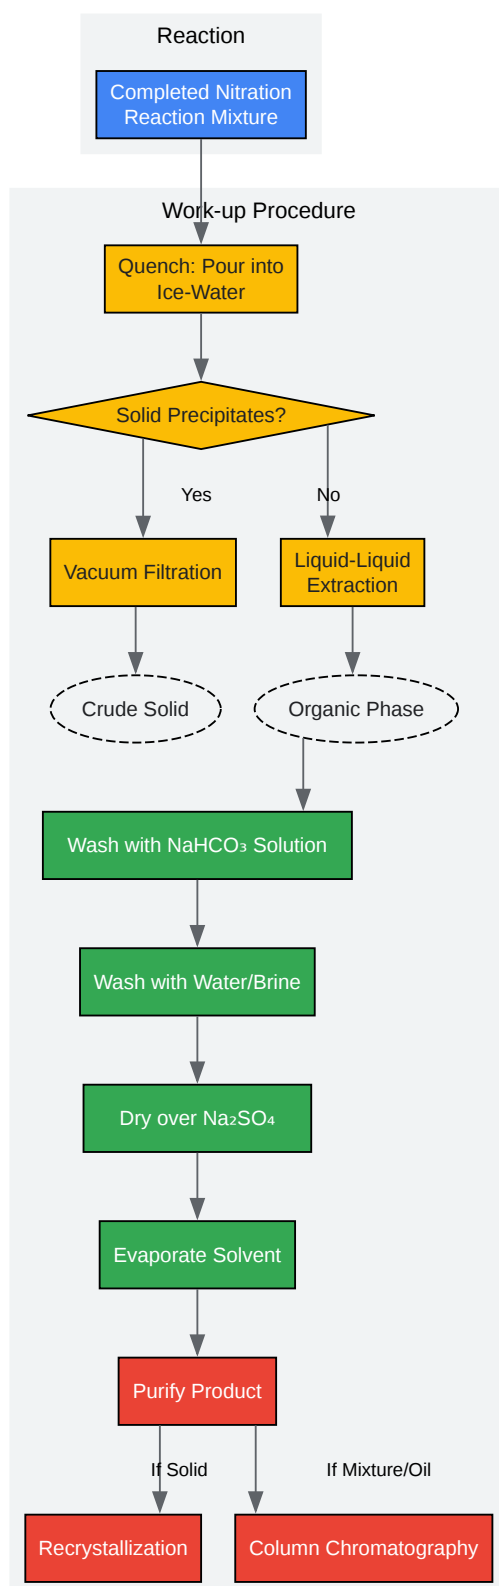 Reaction
Completed Nitration
Reaction Mixture
Work-up Procedure
Quench: Pour into
Ice-Water
Solid Precipitates?
Yes
No
Vacuum Filtration
Liquid-Liquid
Extraction
Crude Solid
Organic Phase
Wash with NaHCO₃ Solution
Wash with Water/Brine
Dry over Na₂SO₄
Evaporate Solvent
Purify Product
If Solid
If Mixture/Oil
Recrystallization
Column Chromatography